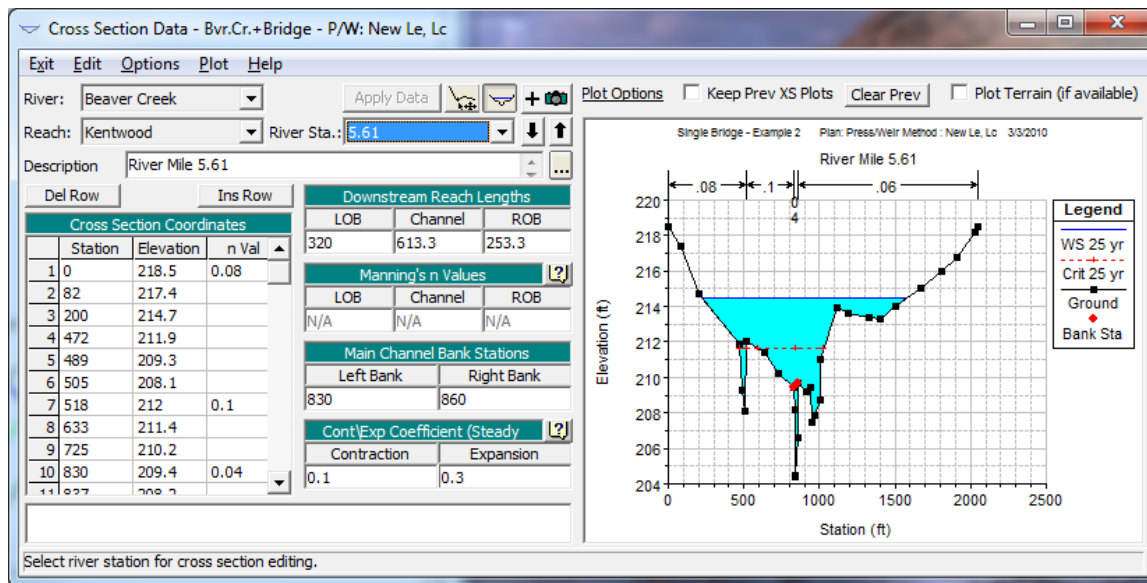 Cross Section Data - Bvr.Cr.+Bridge - P/W: New Le, Lc
Exit Edit Options Plot Help
River: Beaver Creek Apply Data
Reach: Kentwood River Sta.: 5.61
Description River Mile 5.61 ...
Del Row Ins Row
Cross Section Coordinates
Station Elevation n Val
1 0 218.5 0.08
2 82 217.4
3 200 214.7
4 472 211.9
5 489 209.3
6 505 208.1
7 518 212 0.1
8 633 211.4
9 725 210.2
10 830 209.4 0.04
Downstream Reach Lengths
LOB Channel ROB
320 613.3 253.3
Manning's n Values
LOB Channel ROB
N/A N/A N/A
Main Channel Bank Stations
Left Bank Right Bank
830 860
Cont\Exp Coefficient (Steady
Contraction Expansion
0.1 0.3
Plot Options Keep Prev XS Plots Clear Prev Plot Terrain (if available)
Single Bridge - Example 2 Plan: Press/Weir Method : New Le, Lc 3/3/2010
River Mile 5.61
.08 .1 .04 .06
220
218
216
214
212
210
208
206
204
Elevation (ft)
0 500 1000 1500 2000 2500
Station (ft)
Legend
WS 25 yr
Crit 25 yr
Ground
Bank Sta
Select river station for cross section editing.